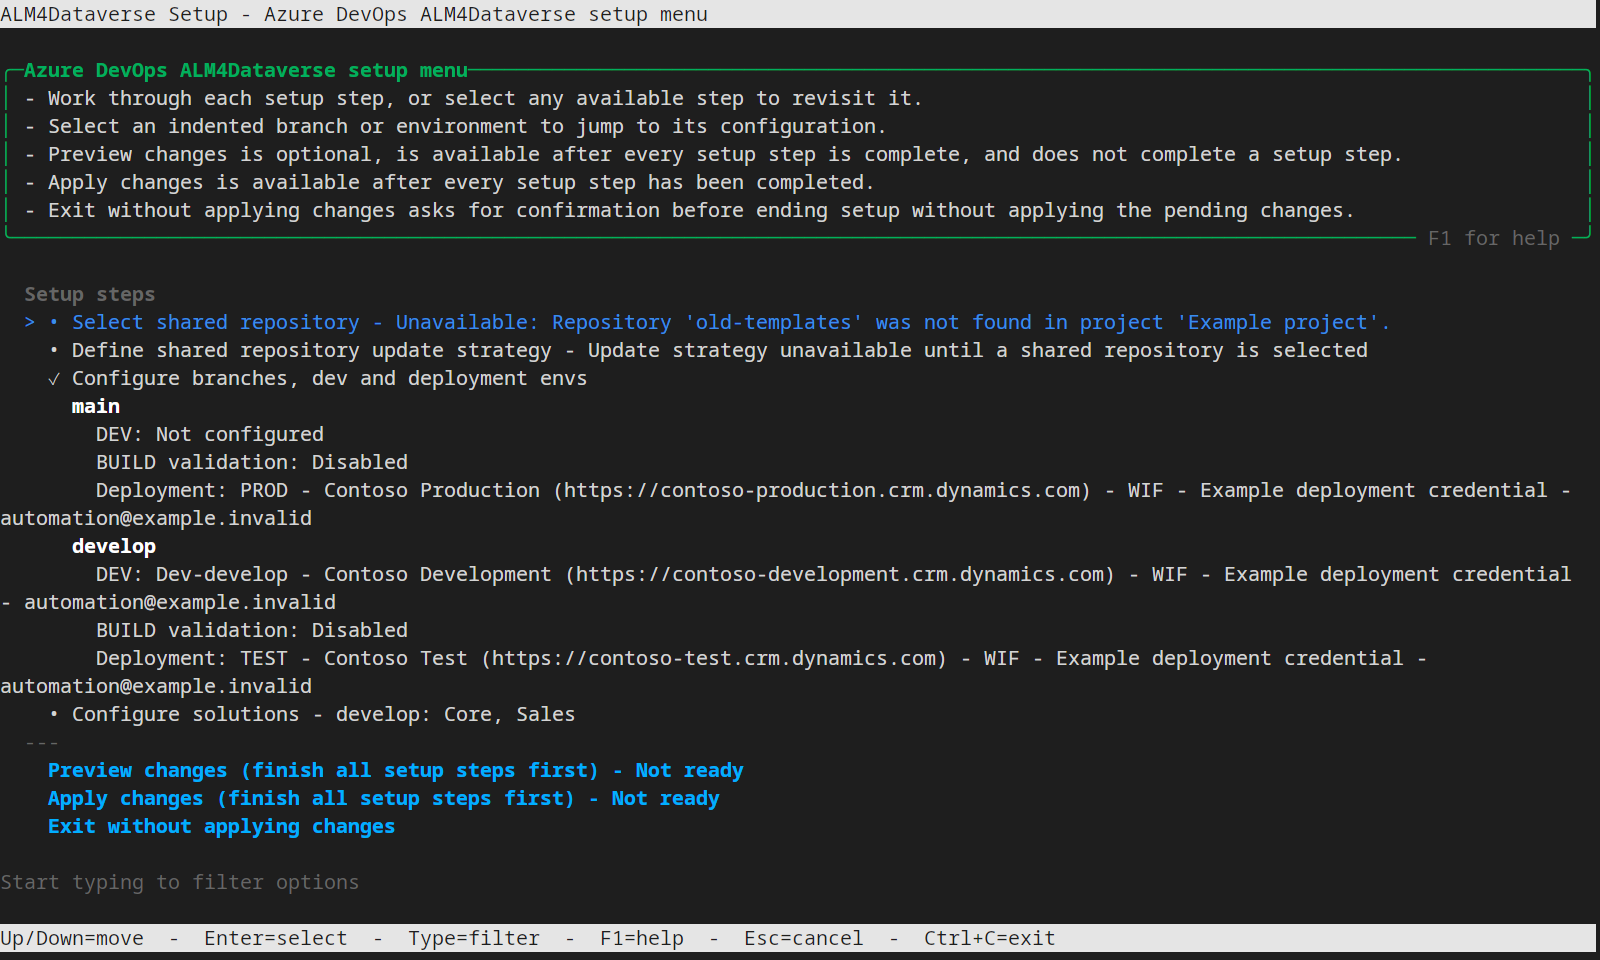 ALM4Dataverse Setup - Azure DevOps ALM4Dataverse setup menu
Azure DevOps ALM4Dataverse setup menu
- Work through each setup step, or select any available step to revisit it.
- Select an indented branch or environment to jump to its configuration.
- Preview changes is optional, is available after every setup step is complete, and does not complete a setup step.
- Apply changes is available after every setup step has been completed.
- Exit without applying changes asks for confirmation before ending setup without applying the pending changes.
F1 for help
Setup steps
> • Select shared repository - Unavailable: Repository 'old-templates' was not found in project 'Example project'.
• Define shared repository update strategy - Update strategy unavailable until a shared repository is selected
✓ Configure branches, dev and deployment envs
main
DEV: Not configured
BUILD validation: Disabled
Deployment: PROD - Contoso Production (https://contoso-production.crm.dynamics.com) - WIF - Example deployment credential -
automation@example.invalid
develop
DEV: Dev-develop - Contoso Development (https://contoso-development.crm.dynamics.com) - WIF - Example deployment credential
- automation@example.invalid
BUILD validation: Disabled
Deployment: TEST - Contoso Test (https://contoso-test.crm.dynamics.com) - WIF - Example deployment credential -
automation@example.invalid
• Configure solutions - develop: Core, Sales
---
Preview changes (finish all setup steps first) - Not ready
Apply changes (finish all setup steps first) - Not ready
Exit without applying changes
Start typing to filter options
Up/Down=move  -  Enter=select  -  Type=filter  -  F1=help  -  Esc=cancel  -  Ctrl+C=exit